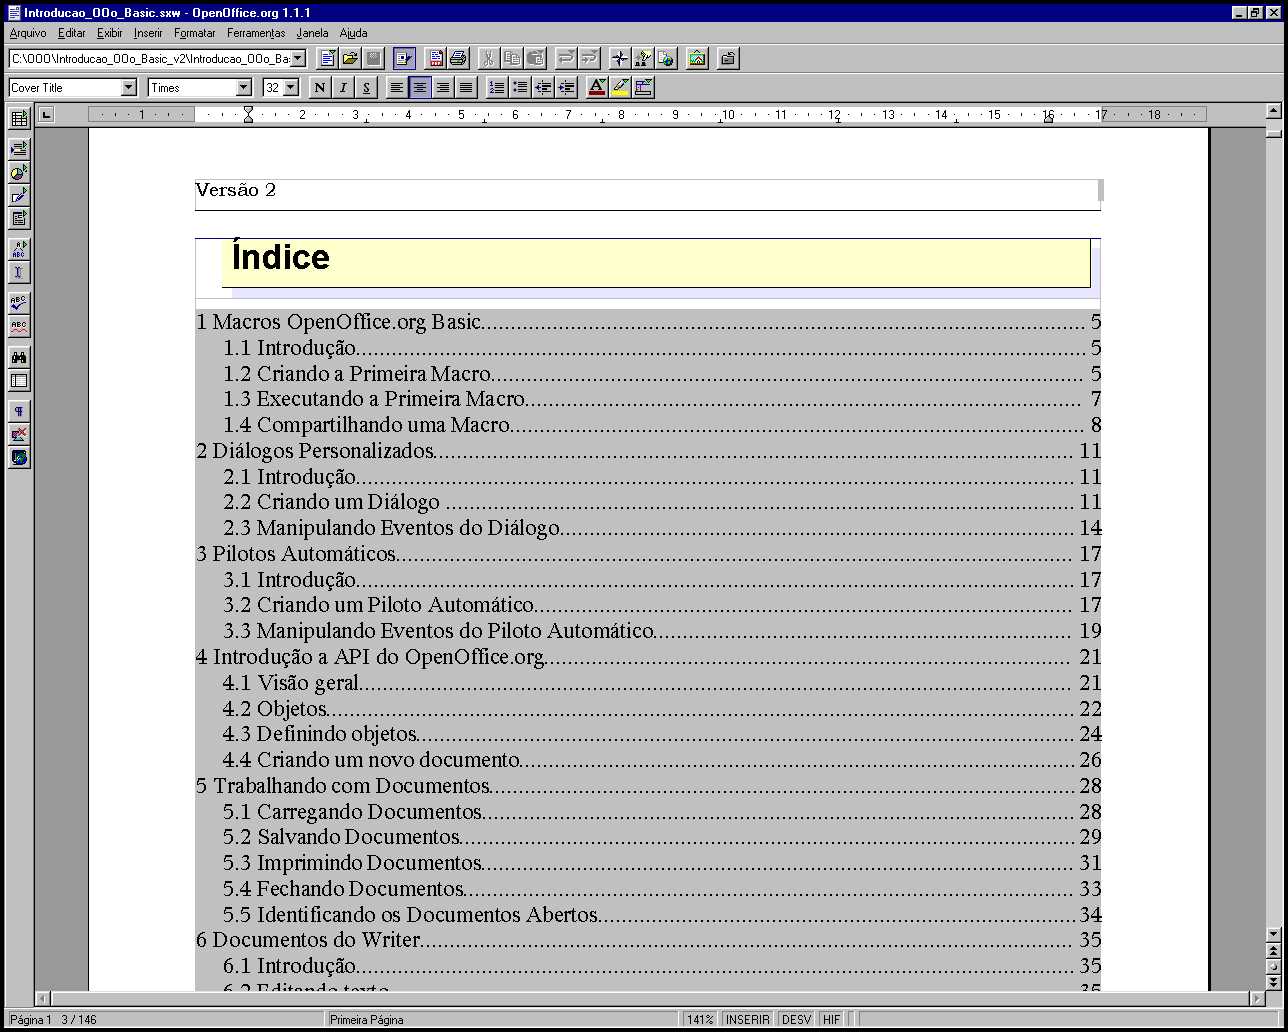 Introducao_OOo_Basic.sxw - OpenOffice.org 1.1.1
Arquivo Editar Exibir Inserir Formatar Ferramentas Janela Ajuda
C:\OOO\Introducao_OOo_Basic_v2\Introducao_OOo_Ba:
Cover Title Times 32 N I S A
1 2 3 4 5 6 7 8 9 10 11 12 13 14 15 16 17 18
Versão 2
Índice
1 Macros OpenOffice.org Basic.......... 5
1.1 Introdução.......... 5
1.2 Criando a Primeira Macro.......... 5
1.3 Executando a Primeira Macro.......... 7
1.4 Compartilhando uma Macro.......... 8
2 Diálogos Personalizados.......... 11
2.1 Introdução.......... 11
2.2 Criando um Diálogo .......... 11
2.3 Manipulando Eventos do Diálogo.......... 14
3 Pilotos Automáticos.......... 17
3.1 Introdução.......... 17
3.2 Criando um Piloto Automático.......... 17
3.3 Manipulando Eventos do Piloto Automático.......... 19
4 Introdução a API do OpenOffice.org.......... 21
4.1 Visão geral.......... 21
4.2 Objetos.......... 22
4.3 Definindo objetos.......... 24
4.4 Criando um novo documento.......... 26
5 Trabalhando com Documentos.......... 28
5.1 Carregando Documentos.......... 28
5.2 Salvando Documentos.......... 29
5.3 Imprimindo Documentos.......... 31
5.4 Fechando Documentos.......... 33
5.5 Identificando os Documentos Abertos.......... 34
6 Documentos do Writer.......... 35
6.1 Introdução.......... 35
6.2 Editando texto.......... 35
Página 1 3 / 146 Primeira Página 141% INSERIR DESV HIF